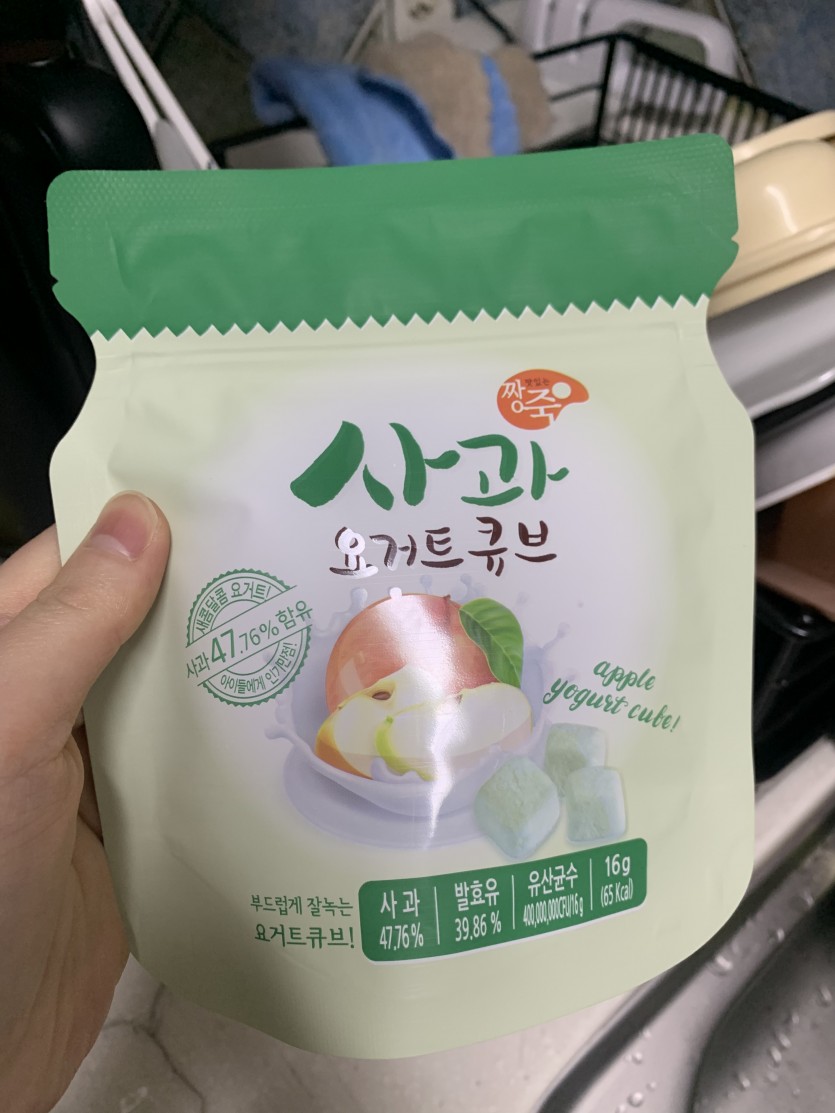 맛있는
짱죽
사과
요거트큐브
새콤달콤 요거트!
사과 47.76% 함유
아이들에게 인기만점!
apple
yogurt cube!
부드럽게 잘녹는
요거트큐브!
사 과
47.76%
발효유
39.86 %
유산균수
400,000,000CFU/16g
16g
(65 Kcal)